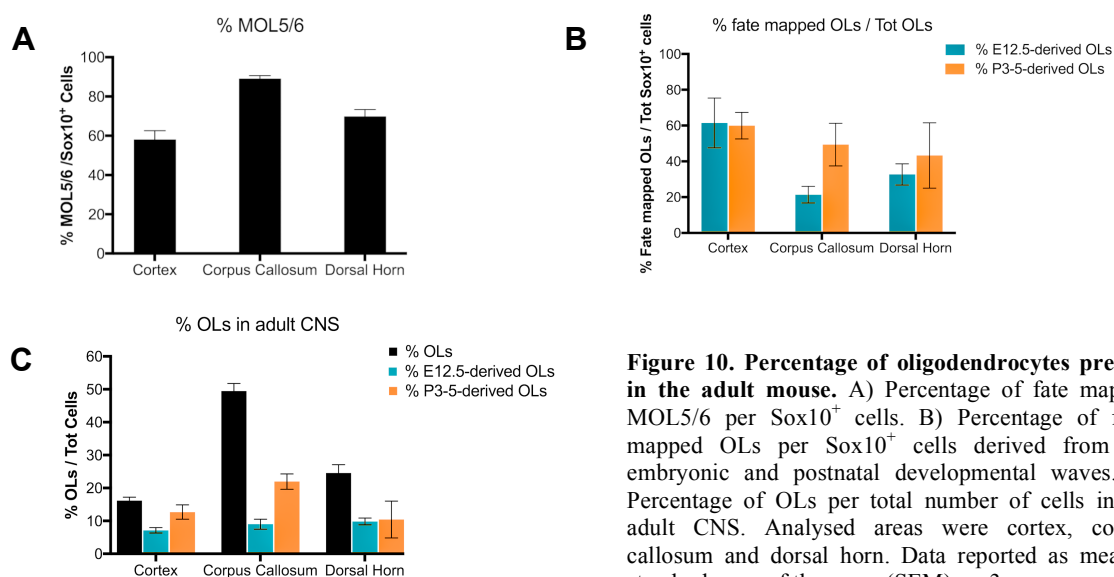 A
% MOL5/6
% MOL5/6 /Sox10+ Cells
100
80
60
40
20
0
Cortex Corpus Callosum Dorsal Horn
B
% fate mapped OLs / Tot OLs
% Fate mapped OLs / Tot Sox10+ cells
100
80
60
40
20
0
Cortex Corpus Callosum Dorsal Horn
% E12.5-derived OLs
% P3-5-derived OLs
C
% OLs in adult CNS
% OLs / Tot Cells
60
50
40
30
20
10
0
Cortex Corpus Callosum Dorsal Horn
% OLs
% E12.5-derived OLs
% P3-5-derived OLs
Figure 10. Percentage of oligodendrocytes pre
in the adult mouse. A) Percentage of fate map
MOL5/6 per Sox10+ cells. B) Percentage of
mapped OLs per Sox10+ cells derived from
embryonic and postnatal developmental waves.
Percentage of OLs per total number of cells in
adult CNS. Analysed areas were cortex, co
callosum and dorsal horn. Data reported as mea